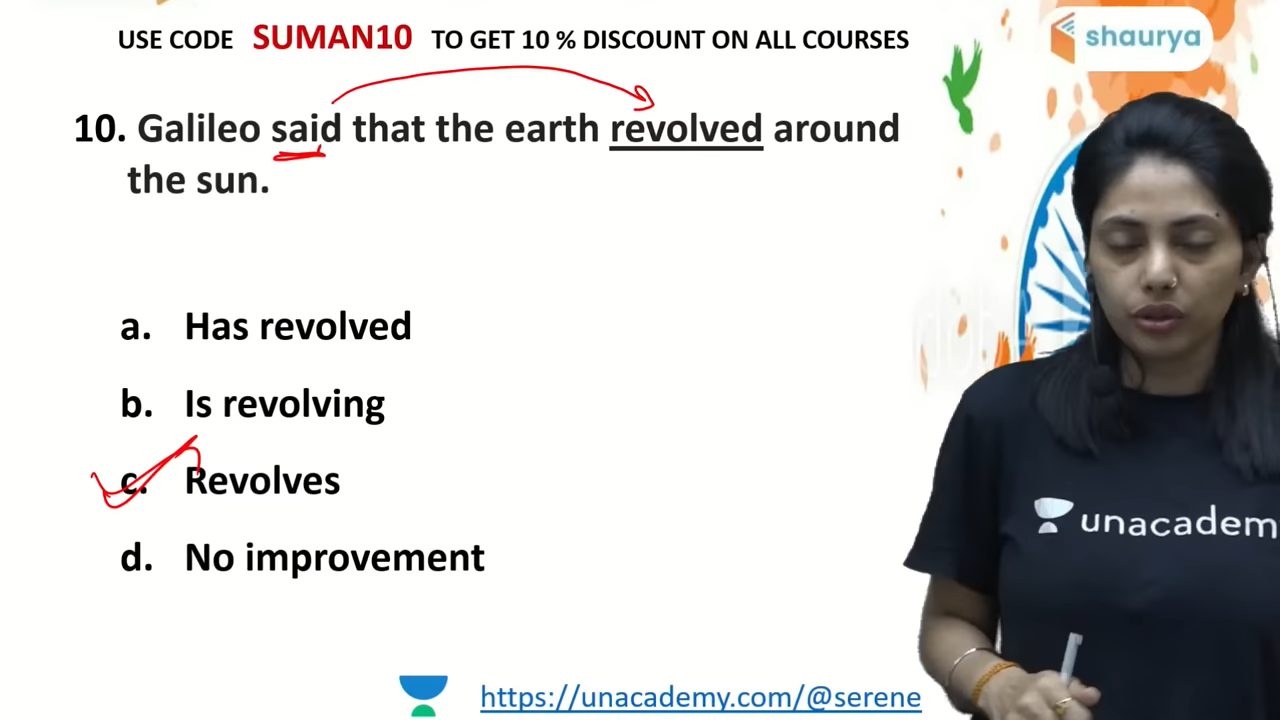 USE CODE SUMAN10 TO GET 10 % DISCOUNT ON ALL COURSES
shaurya
10. Galileo said that the earth revolved around
the sun.
a. Has revolved
b. Is revolving
c. Revolves
d. No improvement
unacadem
https://unacademy.com/@serene